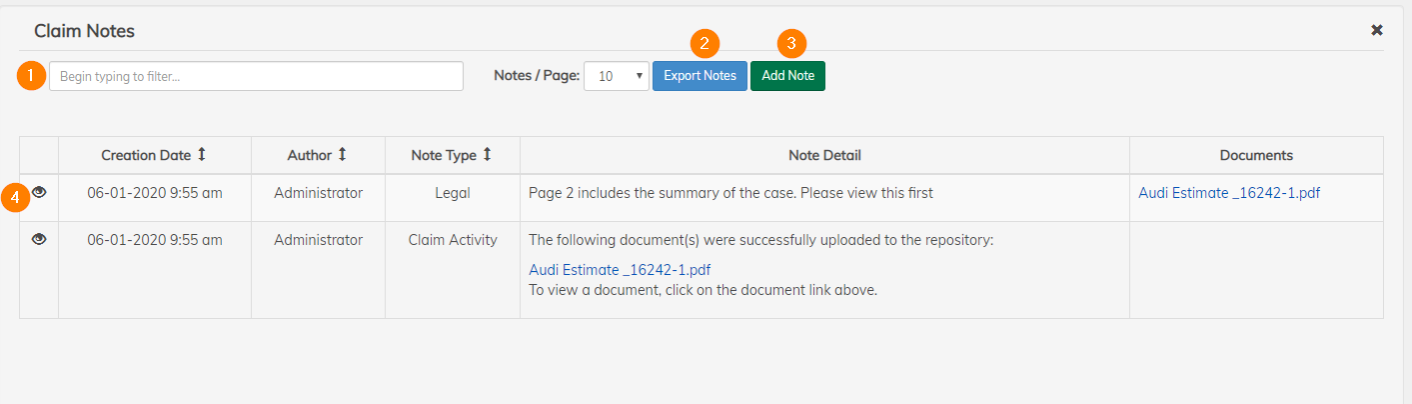 Claim Notes ✖
2 3
1 Begin typing to filter... Notes / Page: 10 Export Notes Add Note
Creation Date Author Note Type Note Detail Documents
4 06-01-2020 9:55 am Administrator Legal Page 2 includes the summary of the case. Please view this first Audi Estimate _16242-1.pdf
06-01-2020 9:55 am Administrator Claim Activity The following document(s) were successfully uploaded to the repository:
Audi Estimate _16242-1.pdf
To view a document, click on the document link above.